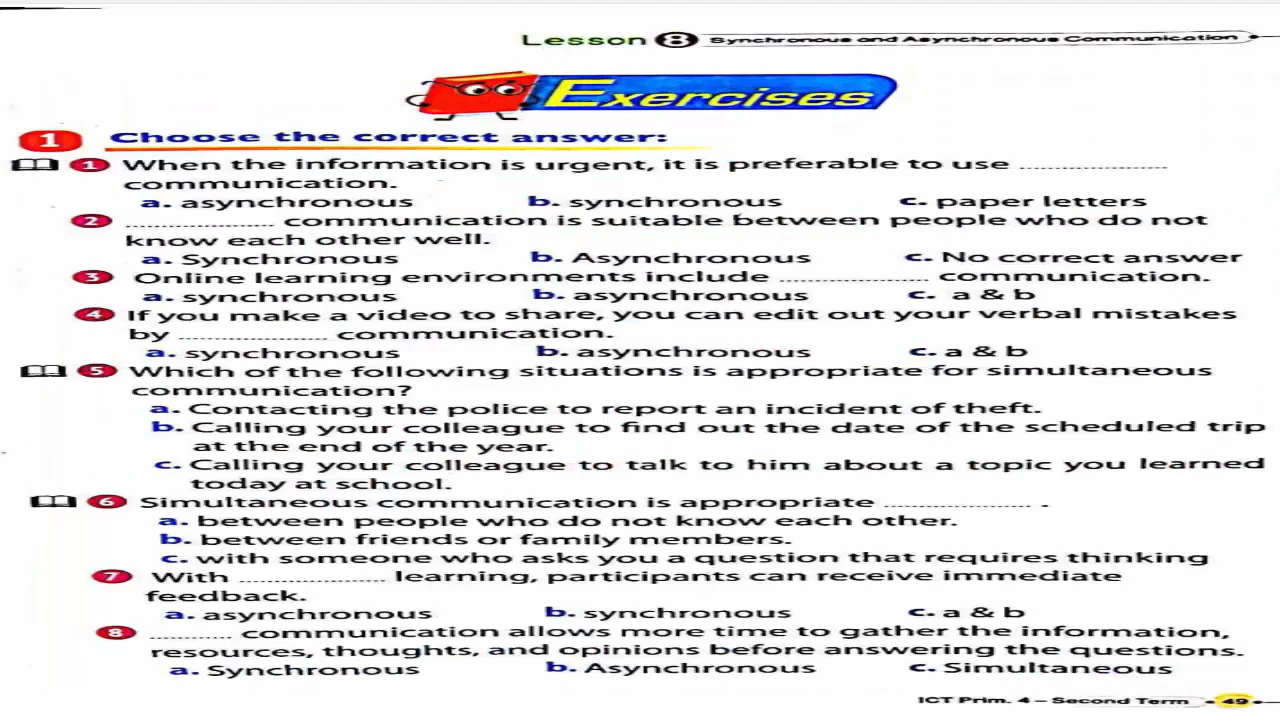 Lesson 8 Synchronous and Asynchronous Communication
Exercises
1 Choose the correct answer:
1 When the information is urgent, it is preferable to use ....................
communication.
a. asynchronous b. synchronous c. paper letters
2 .................... communication is suitable between people who do not
know each other well.
a. Synchronous b. Asynchronous c. No correct answer
3 Online learning environments include .................... communication.
a. synchronous b. asynchronous c. a & b
4 If you make a video to share, you can edit out your verbal mistakes
by .................... communication.
a. synchronous b. asynchronous c. a & b
5 Which of the following situations is appropriate for simultaneous
communication?
a. Contacting the police to report an incident of theft.
b. Calling your colleague to find out the date of the scheduled trip
at the end of the year.
c. Calling your colleague to talk to him about a topic you learned
today at school.
6 Simultaneous communication is appropriate .................... .
a. between people who do not know each other.
b. between friends or family members.
c. with someone who asks you a question that requires thinking
7 With .................... learning, participants can receive immediate
feedback.
a. asynchronous b. synchronous c. a & b
8 ........... communication allows more time to gather the information,
resources, thoughts, and opinions before answering the questions.
a. Synchronous b. Asynchronous c. Simultaneous
ICT Prim. 4 – Second Term 49